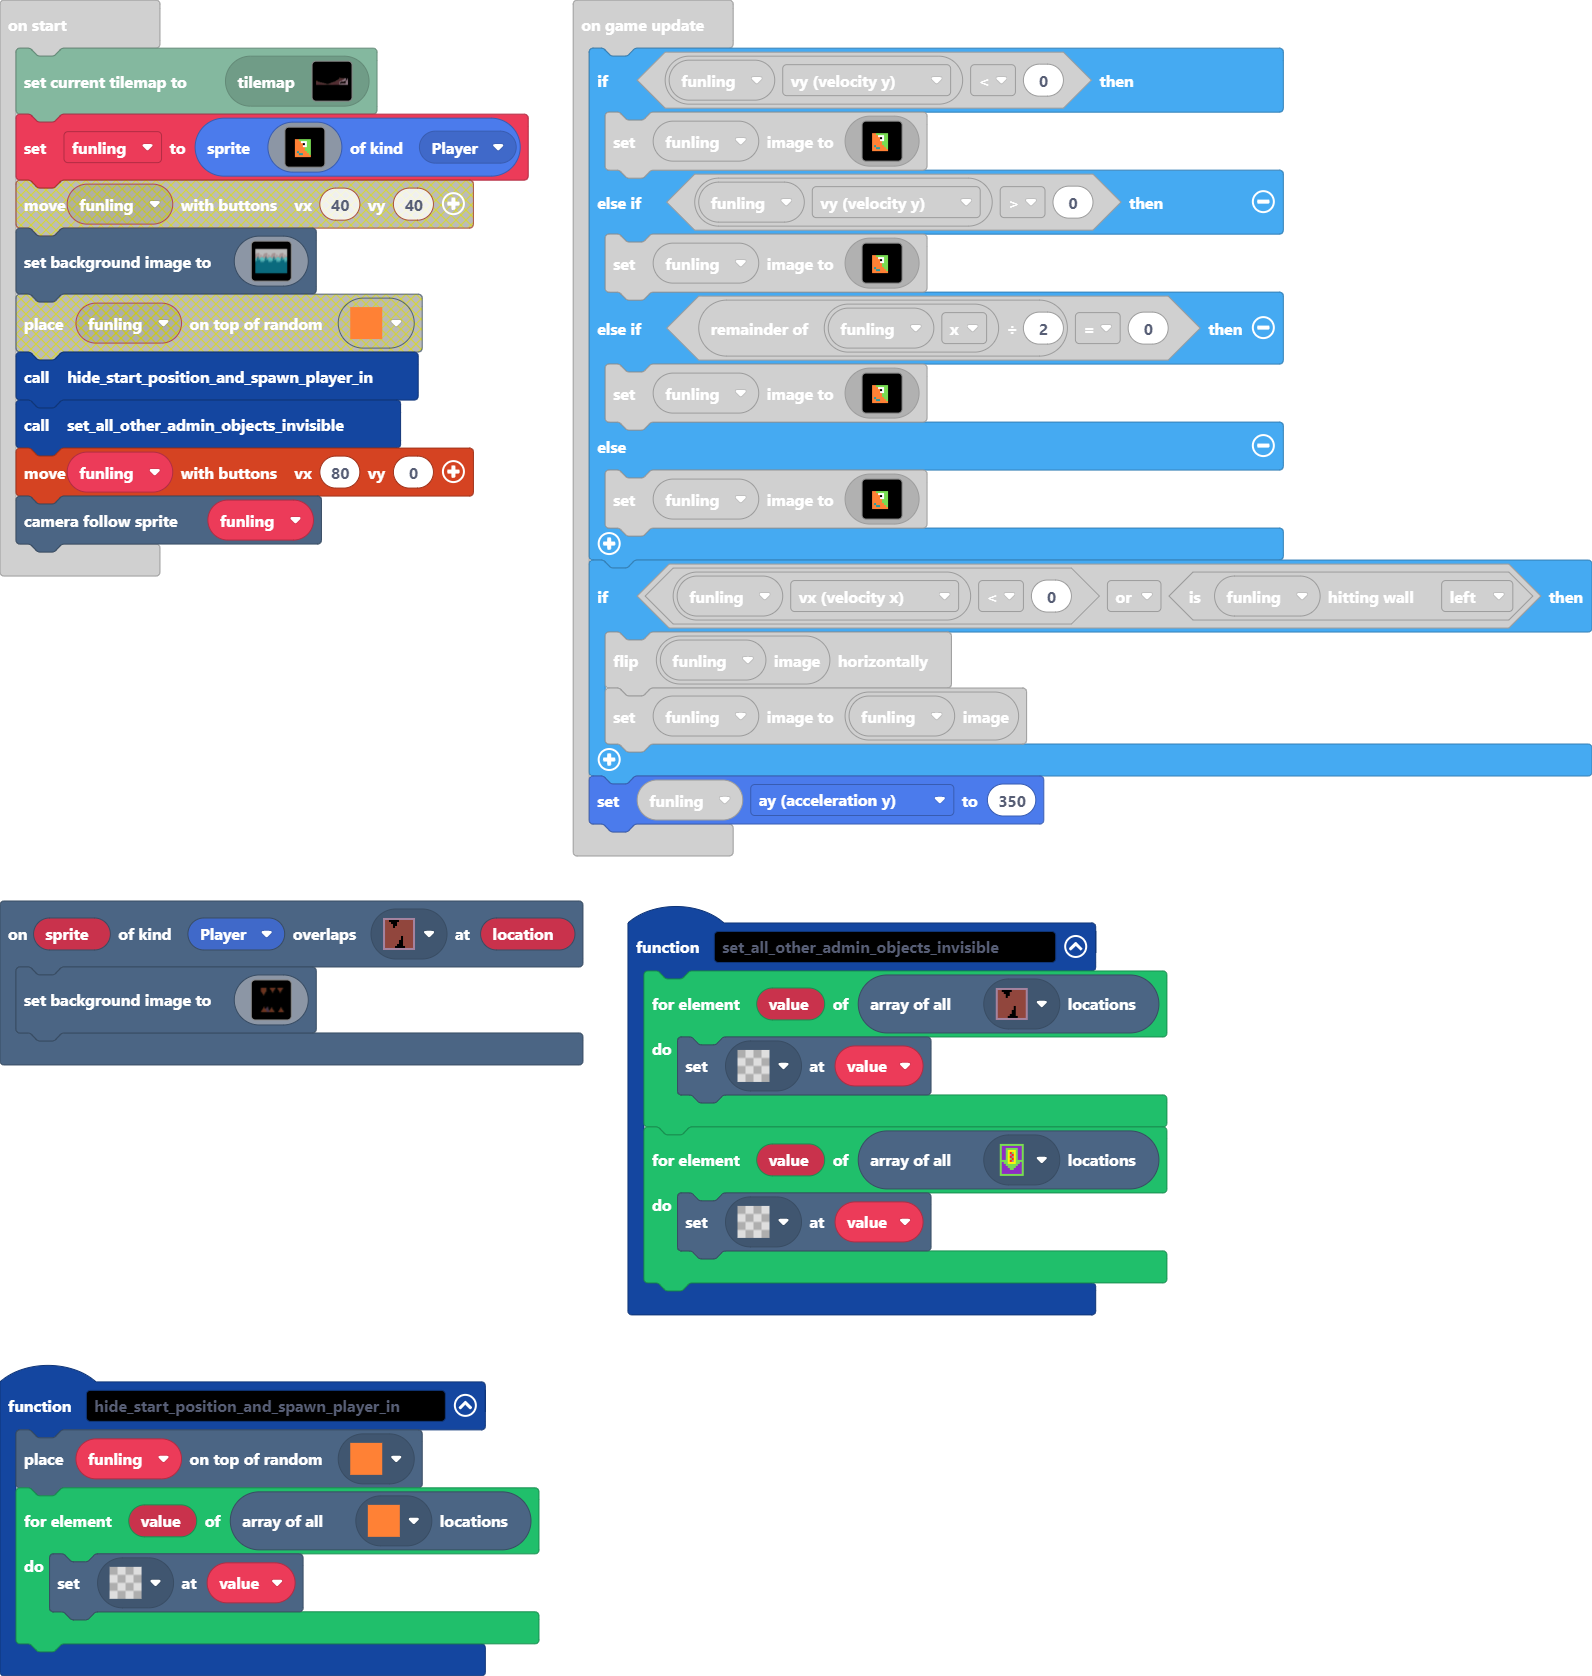 on start
set current tilemap to tilemap
set funling to sprite of kind Player
move funling with buttons vx 40 vy 40
set background image to
place funling on top of random
call hide_start_position_and_spawn_player_in
call set_all_other_admin_objects_invisible
move funling with buttons vx 80 vy 0
camera follow sprite funling
on game update
if funling vy (velocity y) < 0 then
set funling image to
else if funling vy (velocity y) > 0 then
set funling image to
else if remainder of funling x ÷ 2 = 0 then
set funling image to
else
set funling image to
if funling vx (velocity x) < 0 or is funling hitting wall left then
flip funling image horizontally
set funling image to funling image
set funling ay (acceleration y) to 350
on sprite of kind Player overlaps at location
set background image to
function set_all_other_admin_objects_invisible
for element value of array of all locations
do set at value
for element value of array of all locations
do set at value
function hide_start_position_and_spawn_player_in
place funling on top of random
for element value of array of all locations
do set at value